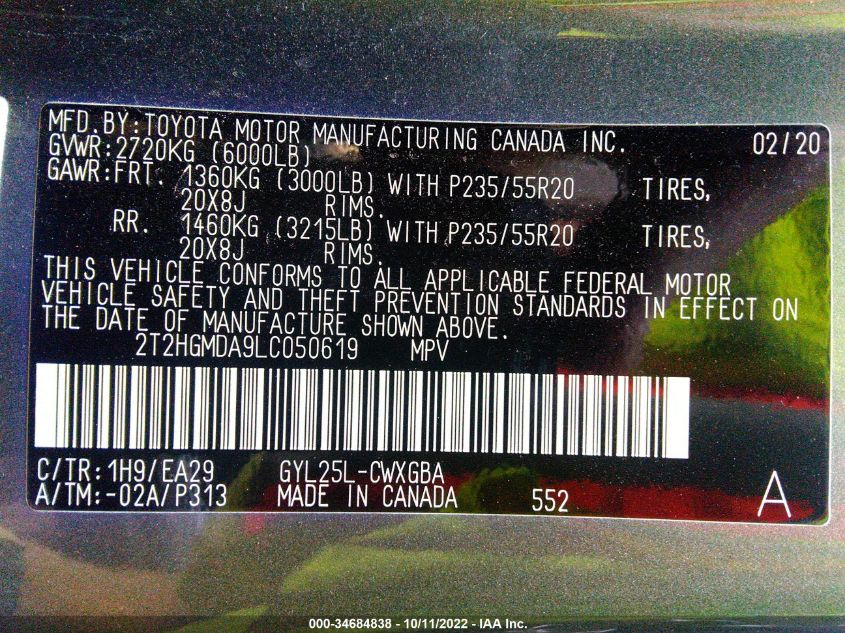 MFD.BY:TOYOTA MOTOR MANUFACTURING CANADA INC. 02/20
GVWR:2720KG (6000LB)
GAWR:FRT. 1360KG (3000LB) WITH P235/55R20 TIRES,
20X8J RIMS.
RR. 1460KG (3215LB) WITH P235/55R20 TIRES,
20X8J RIMS.
THIS VEHICLE CONFORMS TO ALL APPLICABLE FEDERAL MOTOR
VEHICLE SAFETY AND THEFT PREVENTION STANDARDS IN EFFECT ON
THE DATE OF MANUFACTURE SHOWN ABOVE.
2T2HGMDA9LC050619 MPV
C/TR:1H9/EA29 GYL25L-CWXGBA
A/TM:-02A/P313 MADE IN CANADA 552 A
000-34684838 - 10/11/2022 - IAA Inc.